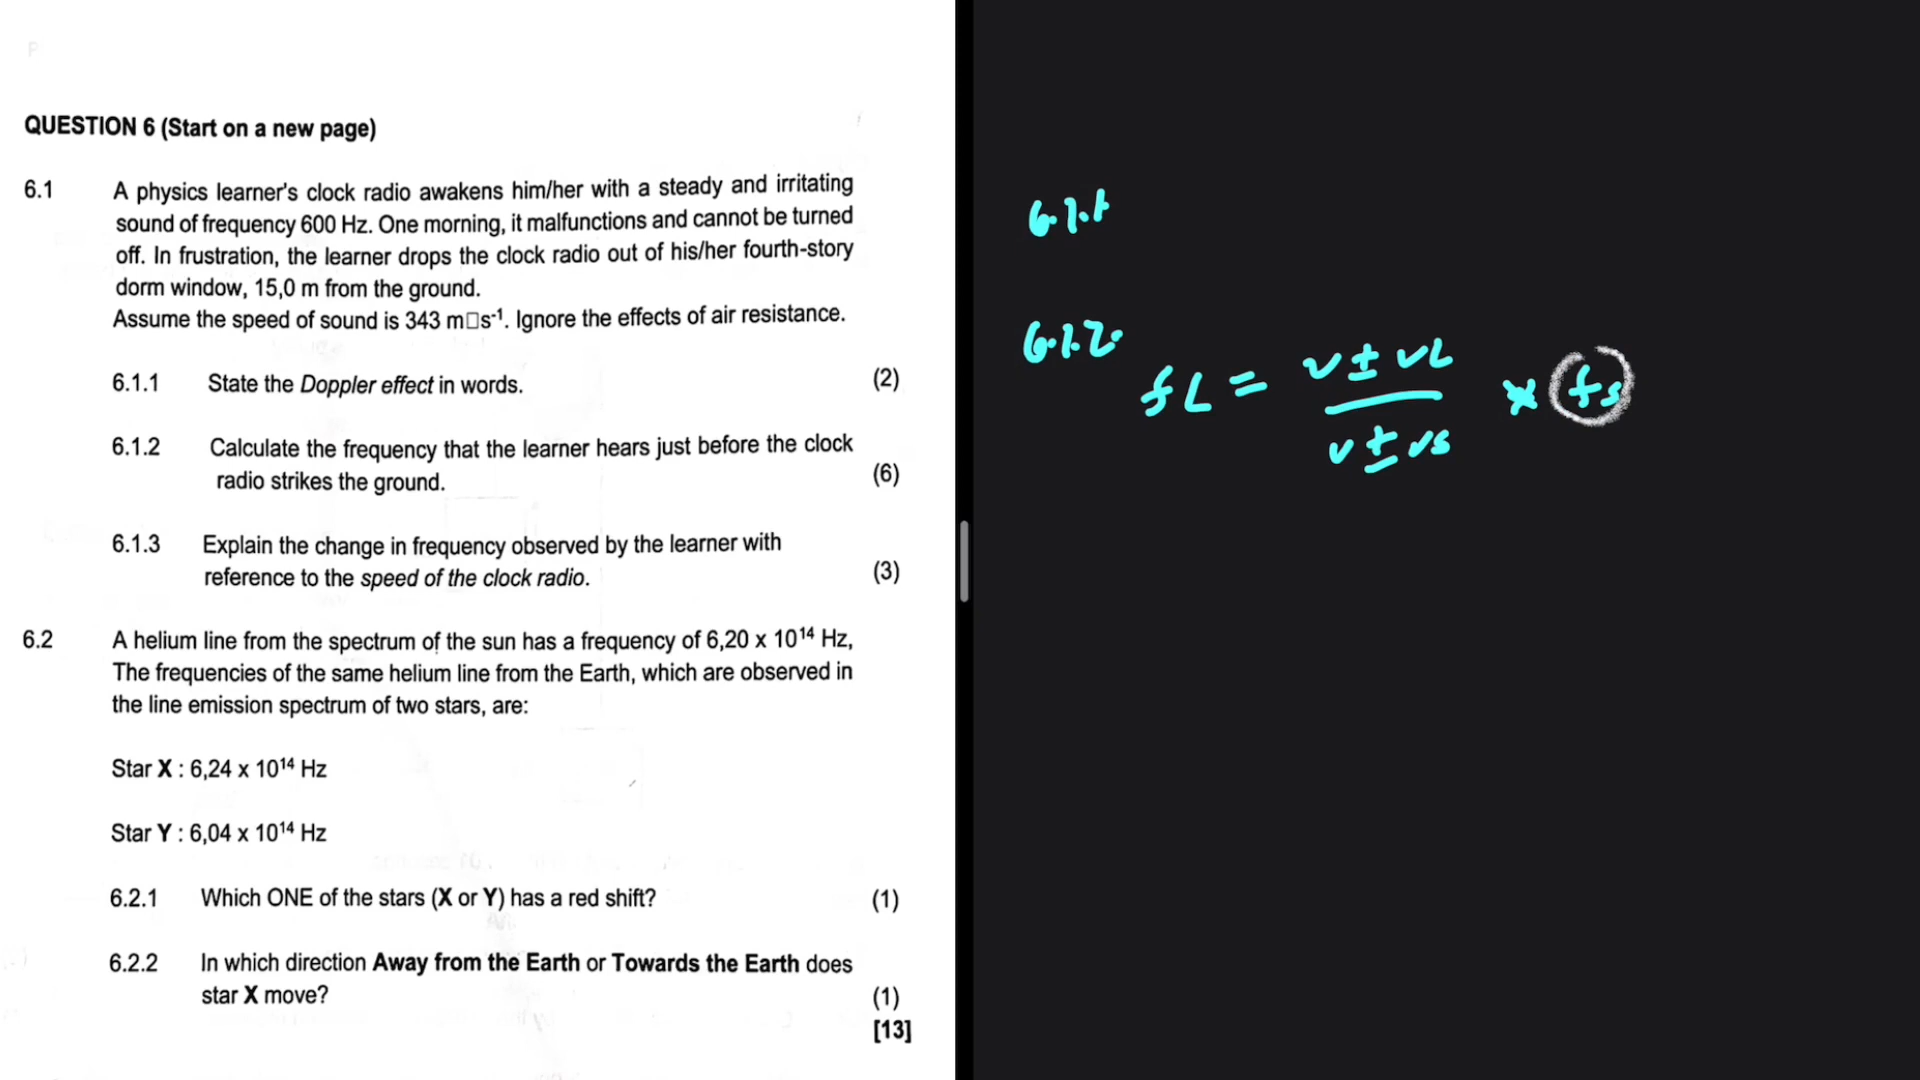 P
QUESTION 6 (Start on a new page)
6.1 A physics learner's clock radio awakens him/her with a steady and irritating
sound of frequency 600 Hz. One morning, it malfunctions and cannot be turned
off. In frustration, the learner drops the clock radio out of his/her fourth-story
dorm window, 15,0 m from the ground.
Assume the speed of sound is 343 m□s⁻¹. Ignore the effects of air resistance.
6.1.1 State the Doppler effect in words. (2)
6.1.2 Calculate the frequency that the learner hears just before the clock
radio strikes the ground. (6)
6.1.3 Explain the change in frequency observed by the learner with
reference to the speed of the clock radio. (3)
6.2 A helium line from the spectrum of the sun has a frequency of 6,20 x 10¹⁴ Hz,
The frequencies of the same helium line from the Earth, which are observed in
the line emission spectrum of two stars, are:
Star X : 6,24 x 10¹⁴ Hz
Star Y : 6,04 x 10¹⁴ Hz
6.2.1 Which ONE of the stars (X or Y) has a red shift? (1)
6.2.2 In which direction Away from the Earth or Towards the Earth does
star X move? (1)
[13]
6.1.1
6.1.2.
fL = v ± vL / v ± vs × fs